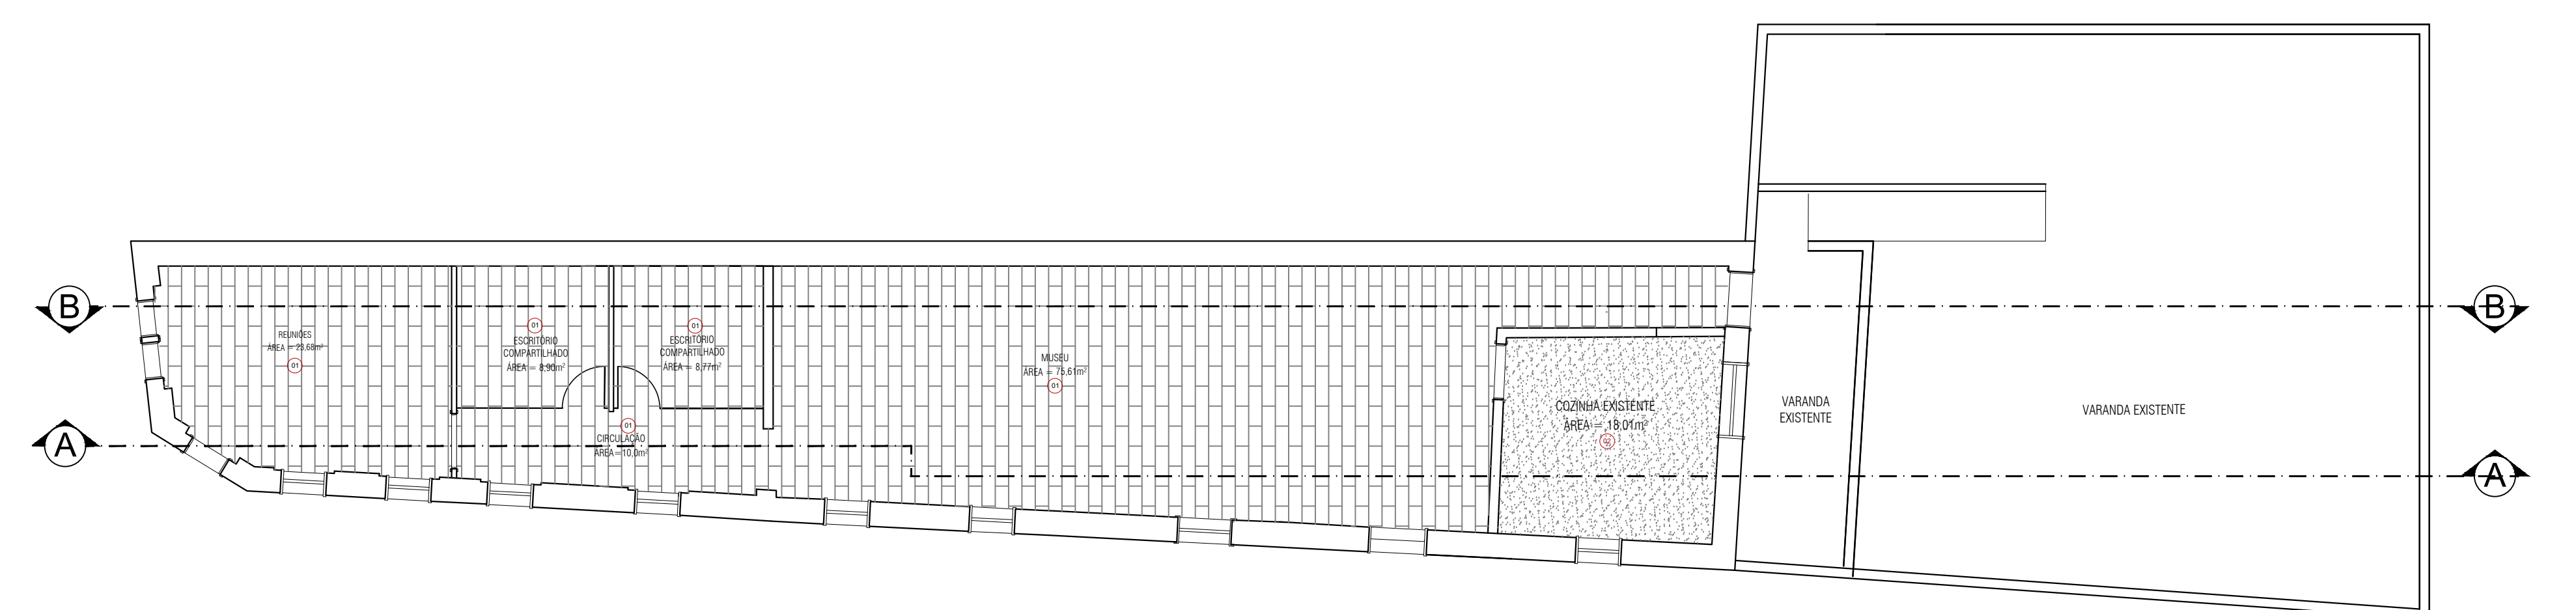 B
B
A
A
REUNIÕES
ÁREA = 23,68m²
01
01
ESCRITÓRIO
COMPARTILHADO
ÁREA = 8,90m²
01
ESCRITÓRIO
COMPARTILHADO
ÁREA = 8,77m²
01
CIRCULAÇÃO
ÁREA=10,0m²
MUSEU
ÁREA = 75,61m²
01
COZINHA EXISTENTE
ÁREA = 18,01m²
02
VARANDA
EXISTENTE
VARANDA EXISTENTE